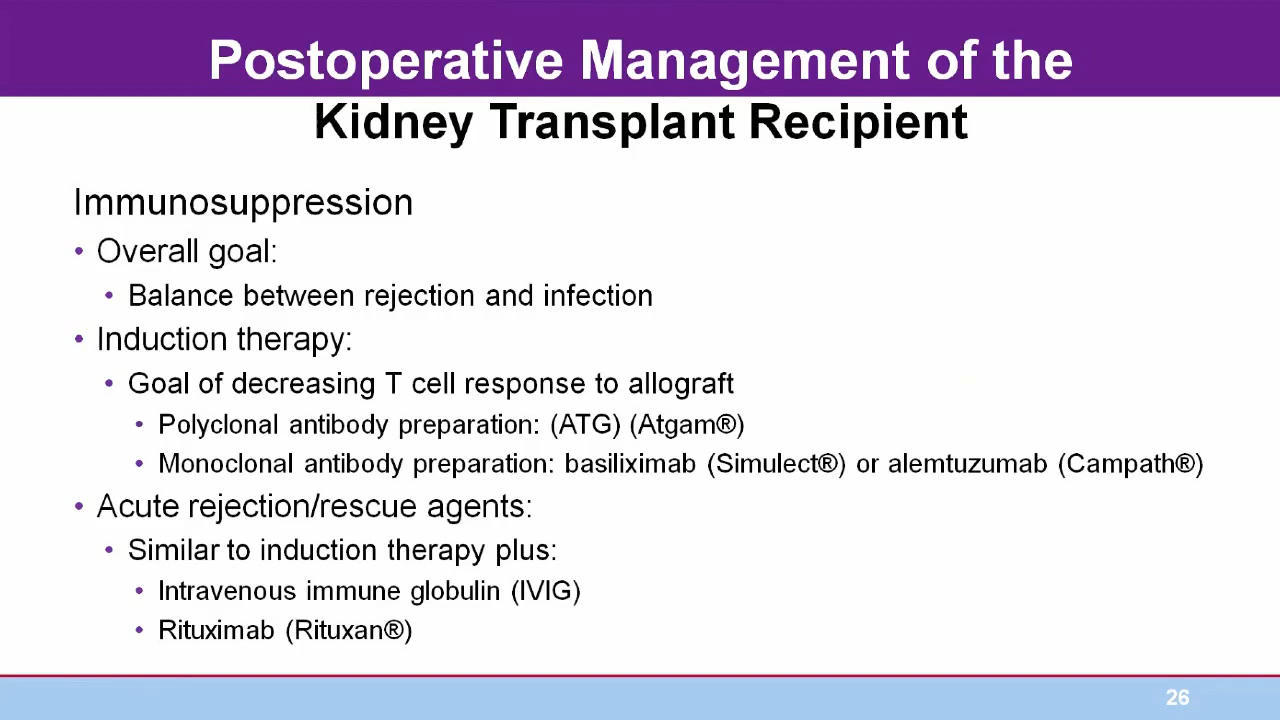 Postoperative Management of the
Kidney Transplant Recipient
Immunosuppression
• Overall goal:
• Balance between rejection and infection
• Induction therapy:
• Goal of decreasing T cell response to allograft
• Polyclonal antibody preparation: (ATG) (Atgam®)
• Monoclonal antibody preparation: basiliximab (Simulect®) or alemtuzumab (Campath®)
• Acute rejection/rescue agents:
• Similar to induction therapy plus:
• Intravenous immune globulin (IVIG)
• Rituximab (Rituxan®)
26